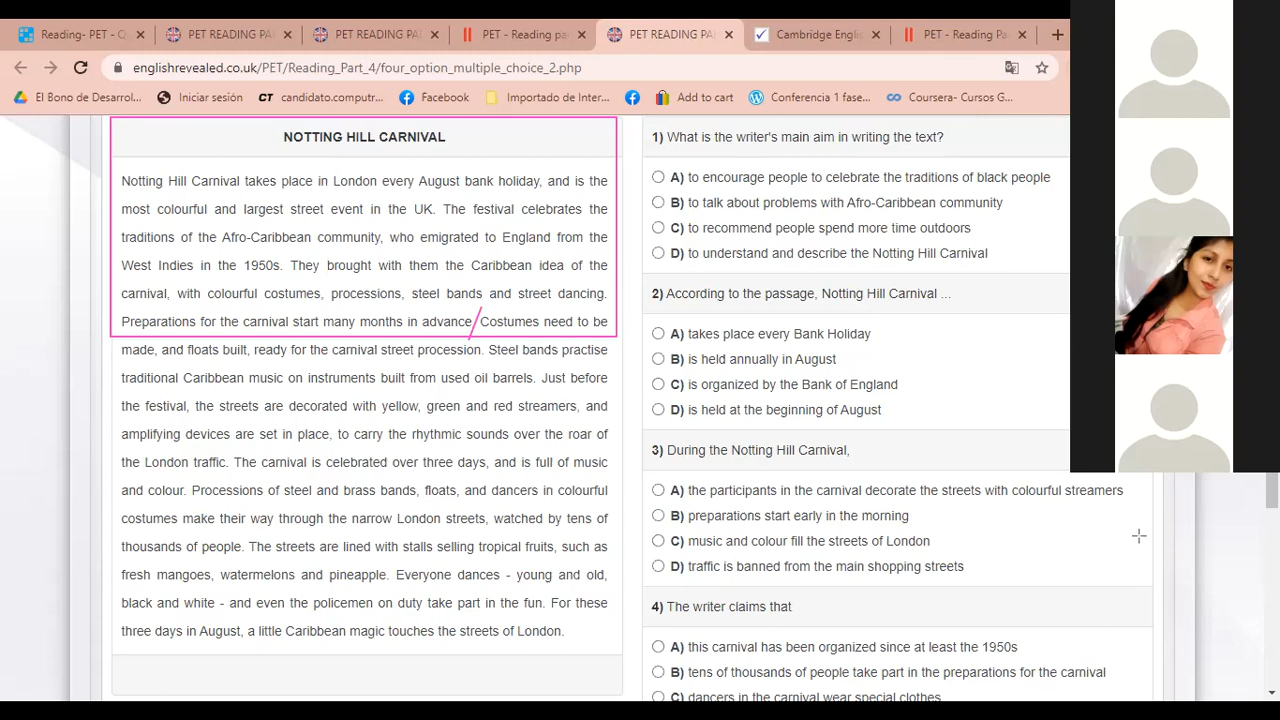 Reading- PET - Q
PET READING PA
PET READING PA
PET - Reading pa
PET READING PA
Cambridge Engli
PET - Reading Pa
englishrevealed.co.uk/PET/Reading_Part_4/four_option_multiple_choice_2.php
El Bono de Desarrol...
Iniciar sesión
CT candidato.computr...
Facebook
Importado de Inter...
Add to cart
Conferencia 1 fase...
Coursera- Cursos G...
NOTTING HILL CARNIVAL
Notting Hill Carnival takes place in London every August bank holiday, and is the
most colourful and largest street event in the UK. The festival celebrates the
traditions of the Afro-Caribbean community, who emigrated to England from the
West Indies in the 1950s. They brought with them the Caribbean idea of the
carnival, with colourful costumes, processions, steel bands and street dancing.
Preparations for the carnival start many months in advance. Costumes need to be
made, and floats built, ready for the carnival street procession. Steel bands practise
traditional Caribbean music on instruments built from used oil barrels. Just before
the festival, the streets are decorated with yellow, green and red streamers, and
amplifying devices are set in place, to carry the rhythmic sounds over the roar of
the London traffic. The carnival is celebrated over three days, and is full of music
and colour. Processions of steel and brass bands, floats, and dancers in colourful
costumes make their way through the narrow London streets, watched by tens of
thousands of people. The streets are lined with stalls selling tropical fruits, such as
fresh mangoes, watermelons and pineapple. Everyone dances - young and old,
black and white - and even the policemen on duty take part in the fun. For these
three days in August, a little Caribbean magic touches the streets of London.
1) What is the writer's main aim in writing the text?
A) to encourage people to celebrate the traditions of black people
B) to talk about problems with Afro-Caribbean community
C) to recommend people spend more time outdoors
D) to understand and describe the Notting Hill Carnival
2) According to the passage, Notting Hill Carnival ...
A) takes place every Bank Holiday
B) is held annually in August
C) is organized by the Bank of England
D) is held at the beginning of August
3) During the Notting Hill Carnival,
A) the participants in the carnival decorate the streets with colourful streamers
B) preparations start early in the morning
C) music and colour fill the streets of London
D) traffic is banned from the main shopping streets
4) The writer claims that
A) this carnival has been organized since at least the 1950s
B) tens of thousands of people take part in the preparations for the carnival
C) dancers in the carnival wear special clothes